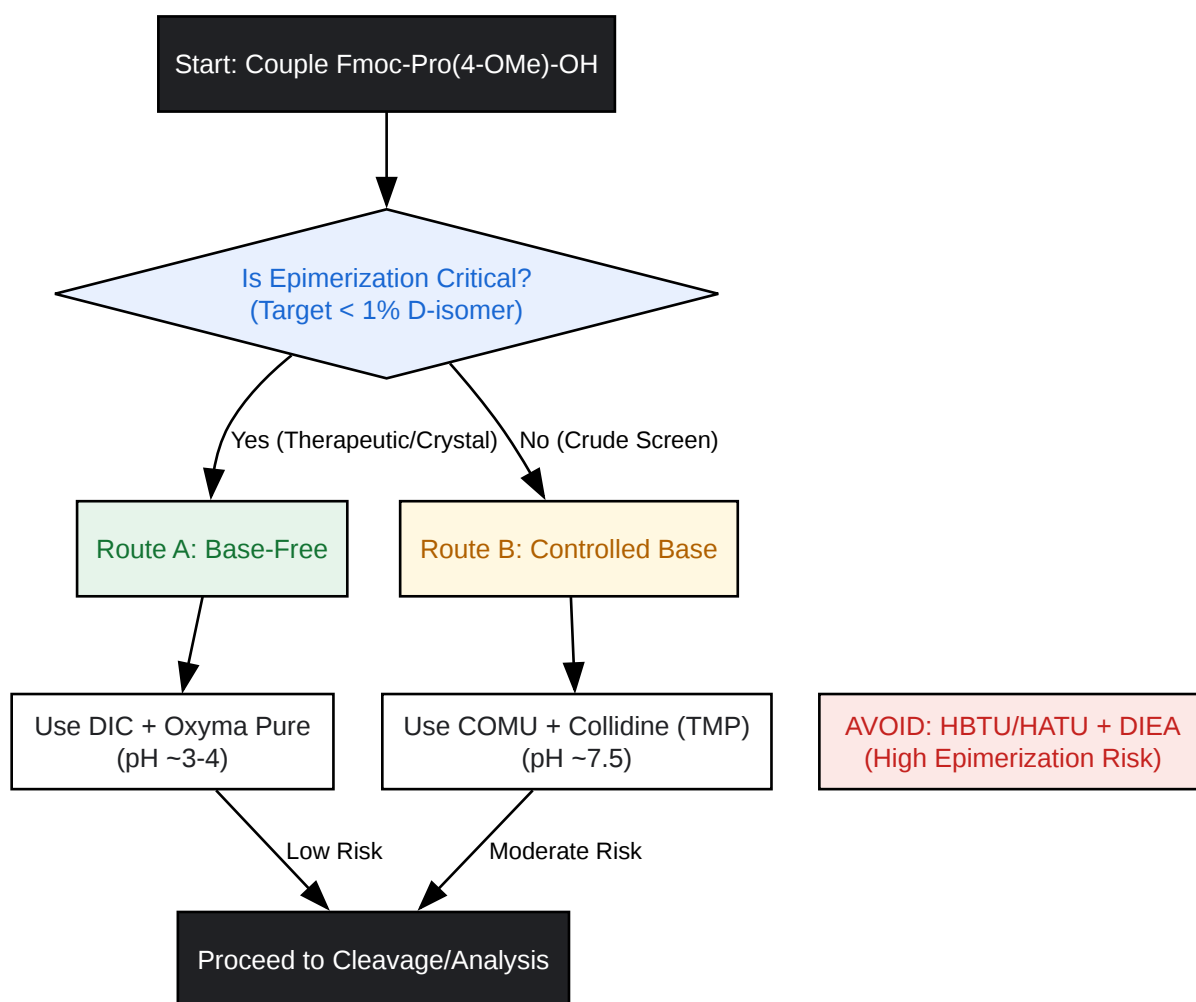 Start: Couple Fmoc-Pro(4-OMe)-OH
Is Epimerization Critical?
(Target < 1% D-isomer)
Yes (Therapeutic/Crystal)
No (Crude Screen)
Route A: Base-Free
Route B: Controlled Base
Use DIC + Oxyma Pure
(pH ~3-4)
Use COMU + Collidine (TMP)
(pH ~7.5)
AVOID: HBTU/HATU + DIEA
(High Epimerization Risk)
Low Risk
Moderate Risk
Proceed to Cleavage/Analysis